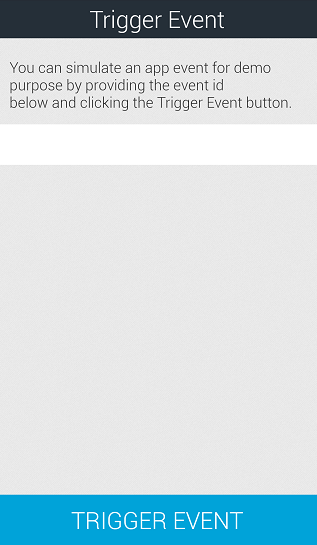 Trigger Event
You can simulate an app event for demo
purpose by providing the event id
below and clicking the Trigger Event button.
TRIGGER EVENT